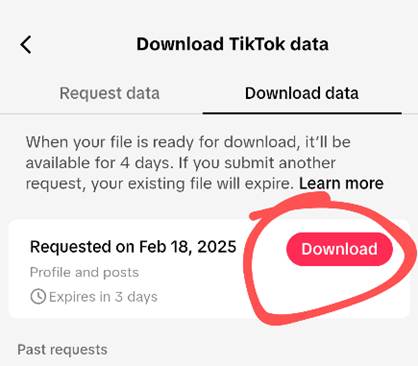 Download TikTok data
Request data
Download data
When your file is ready for download, it'll be
available for 4 days. If you submit another
request, your existing file will expire. Learn more
Requested on Feb 18, 2025
Download
Profile and posts
Expires in 3 days
Past requests